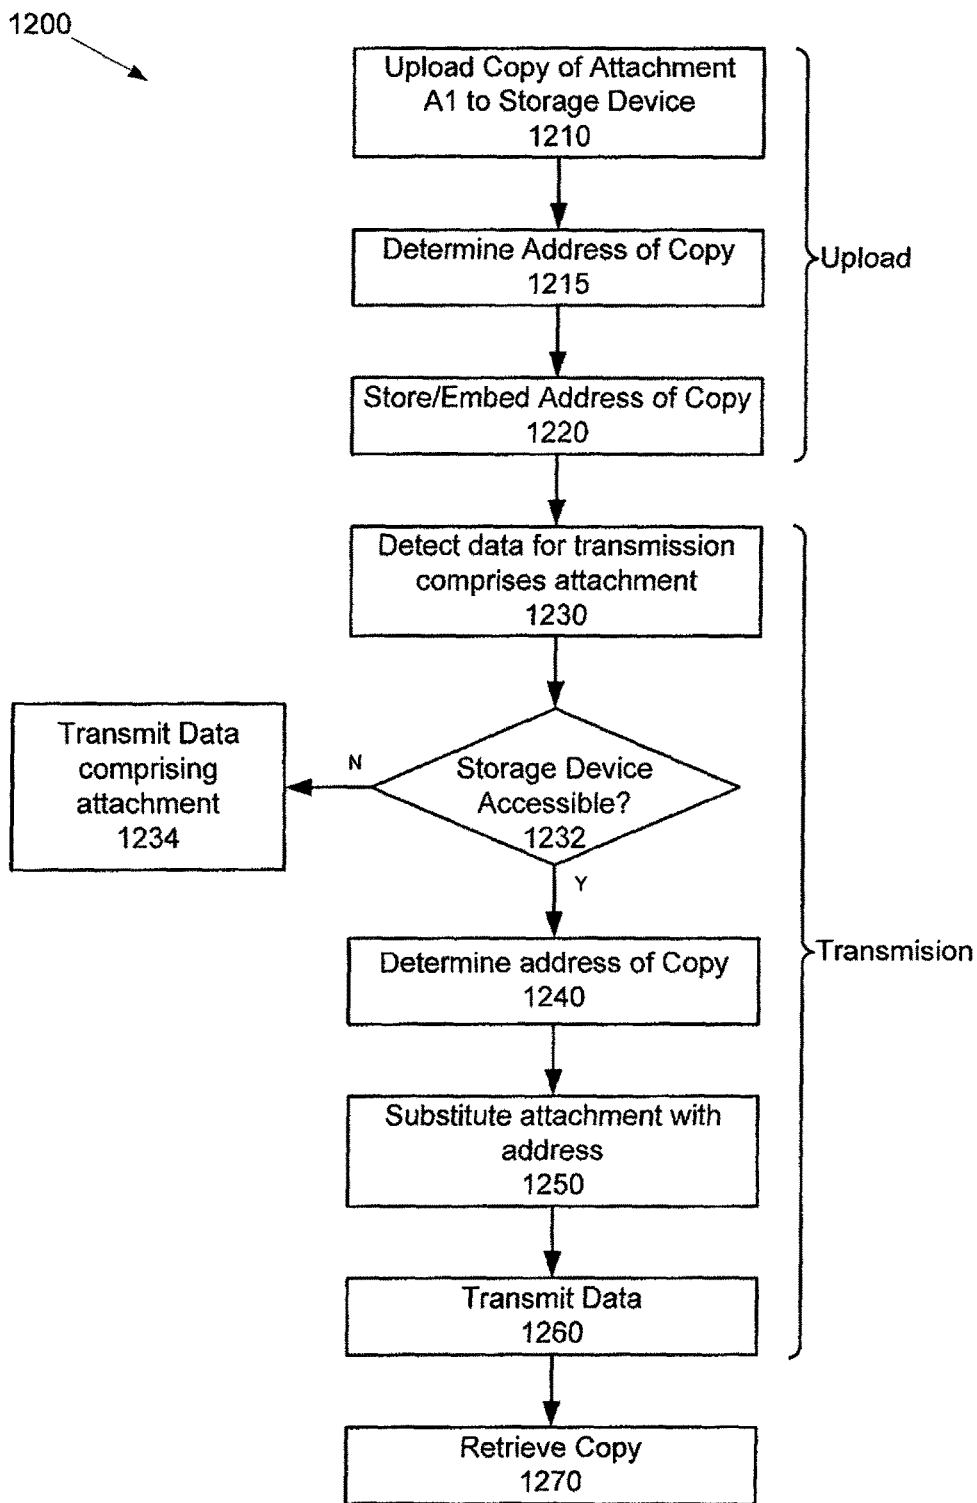 1200
Upload Copy of Attachment
A1 to Storage Device
1210
Determine Address of Copy
1215
Upload
Store/Embed Address of Copy
1220
Detect data for transmission
comprises attachment
1230
Transmit Data
comprising
attachment
1234
N
Storage Device
Accessible?
1232
Y
Determine address of Copy
1240
Transmision
Substitute attachment with
address
1250
Transmit Data
1260
Retrieve Copy
1270